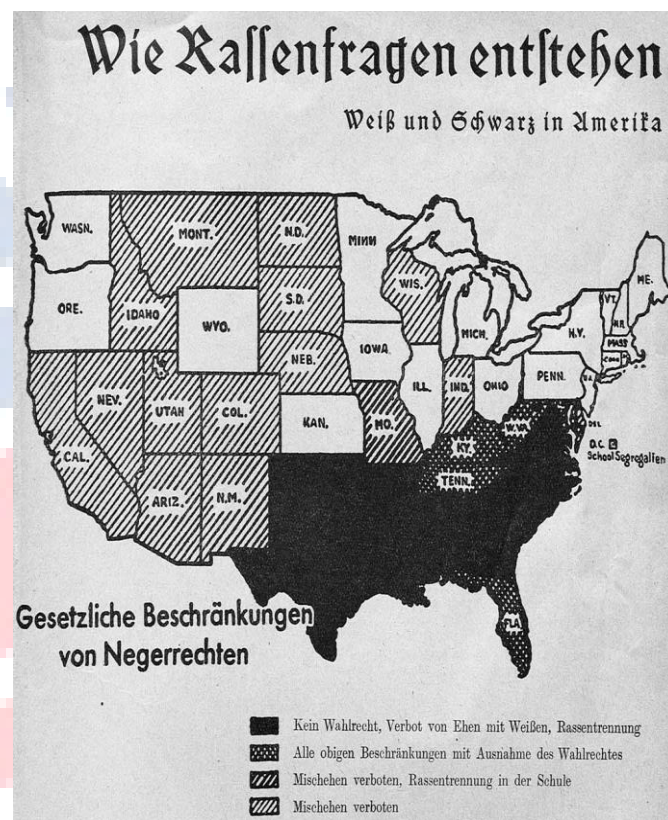 Wie Rassenfragen entstehen
Weiß und Schwarz in Amerika
WASN.
MONT.
N.D.
MINN
ORE.
IDAHO
WYO.
S.D.
WIS.
MICH.
N.Y.
VT.
N.H.
ME.
MASS
CONN
NEV.
UTAH
COL.
NEB.
IOWA
ILL.
IND.
OHIO
PENN.
CAL.
ARIZ.
N.M.
KAN.
MO.
KY.
W.VA.
TENN.
DEL
D.C.
SchoolSegregatien
FLA.
Gesetzliche Beschränkungen
von Negerrechten
Kein Wahlrecht, Verbot von Ehen mit Weißen, Rassentrennung
Alle obigen Beschränkungen mit Ausnahme des Wahlrechtes
Mischehen verboten, Rassentrennung in der Schule
Mischehen verboten